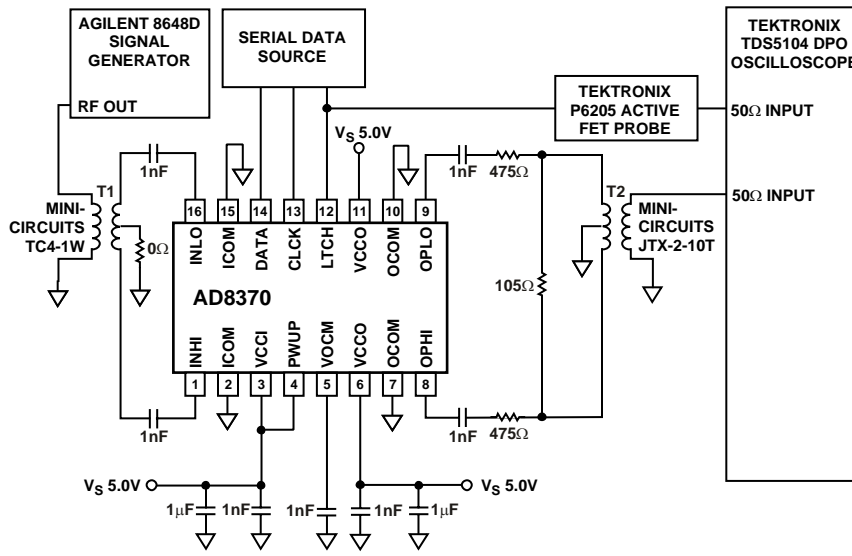 AGILENT 8648D
SIGNAL
GENERATOR
RF OUT
SERIAL DATA
SOURCE
TEKTRONIX
TDS5104 DPO
OSCILLOSCOPE
TEKTRONIX
P6205 ACTIVE
FET PROBE
50Ω INPUT
50Ω INPUT
VS 5.0V
1nF
1nF
475Ω
T1
T2
MINI-
CIRCUITS
TC4-1W
0Ω
MINI-
CIRCUITS
JTX-2-10T
16 15 14 13 12 11 10 9
INLO ICOM DATA CLCK LTCH VCCO OCOM OPLO
AD8370
105Ω
INHI ICOM VCCI PWUP VOCM VCCO OCOM OPHI
1 2 3 4 5 6 7 8
1nF
1nF
475Ω
VS 5.0V
VS 5.0V
1μF
1nF
1nF
1nF
1μF